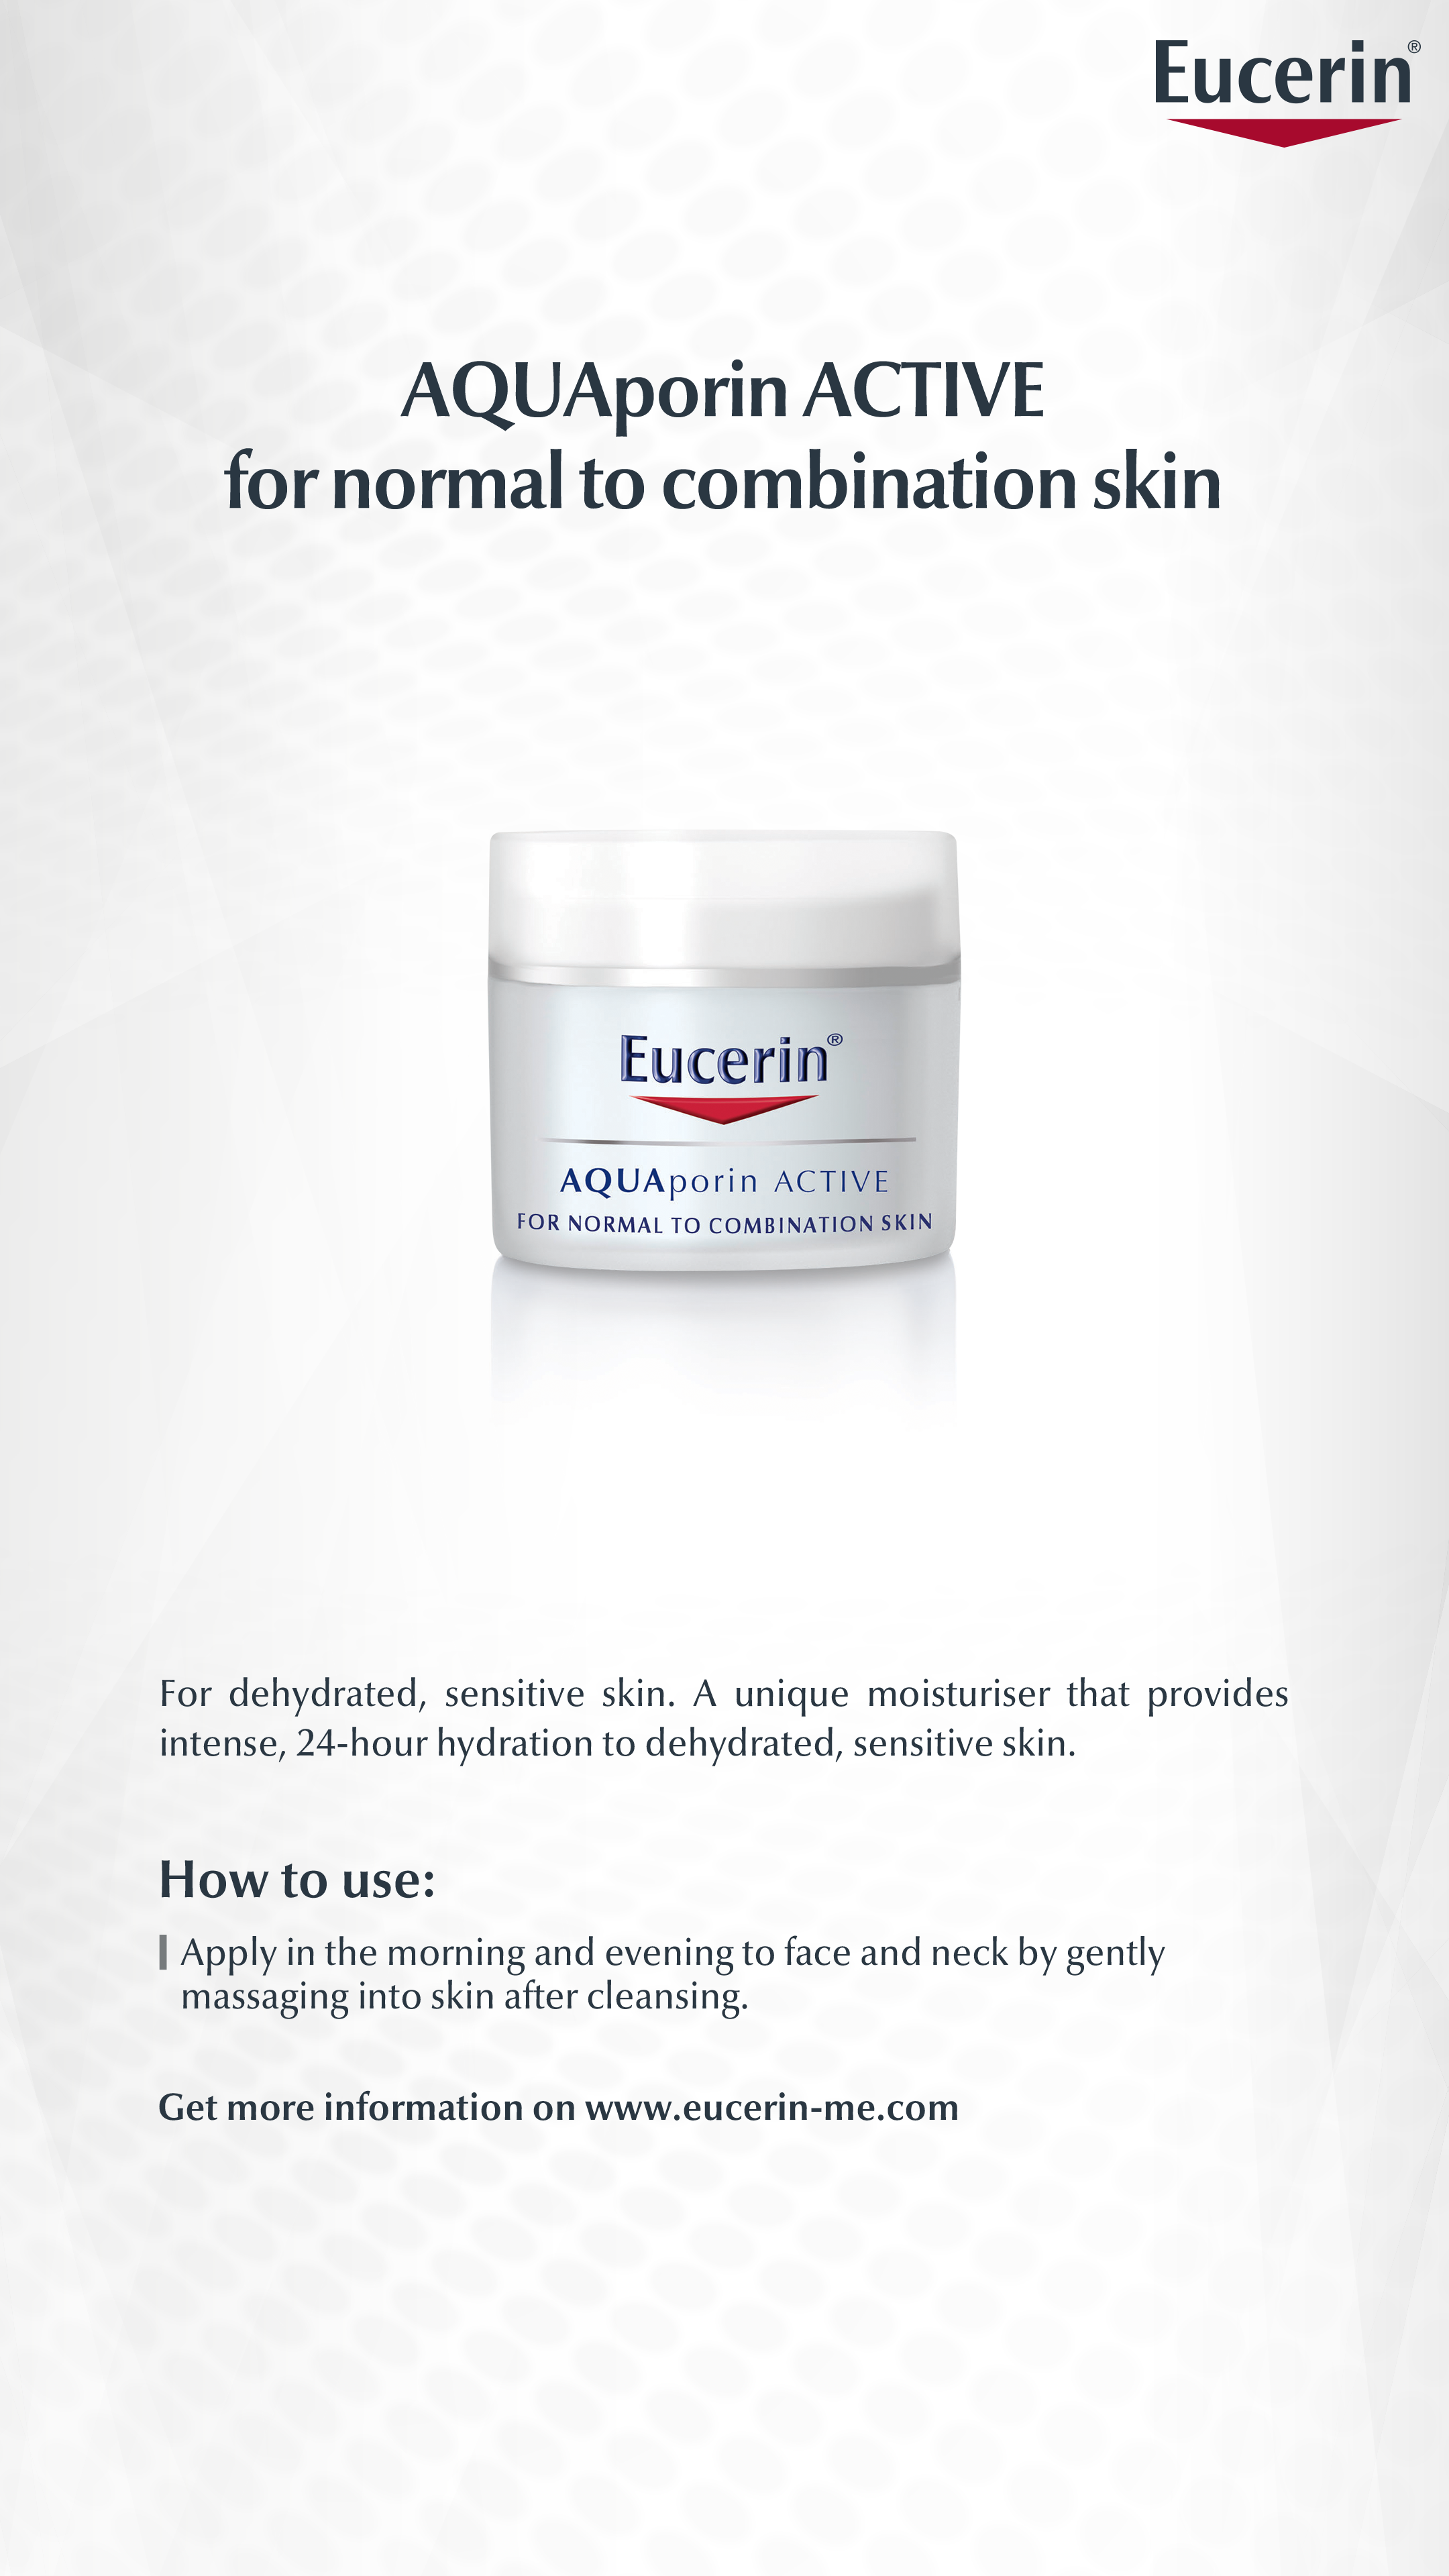 Eucerin®
AQUAporin ACTIVE
for normal to combination skin
Eucerin®
AQUAporin ACTIVE
FOR NORMAL TO COMBINATION SKIN
For dehydrated, sensitive skin. A unique moisturiser that provides
intense, 24-hour hydration to dehydrated, sensitive skin.
How to use:
Apply in the morning and evening to face and neck by gently
massaging into skin after cleansing.
Get more information on www.eucerin-me.com